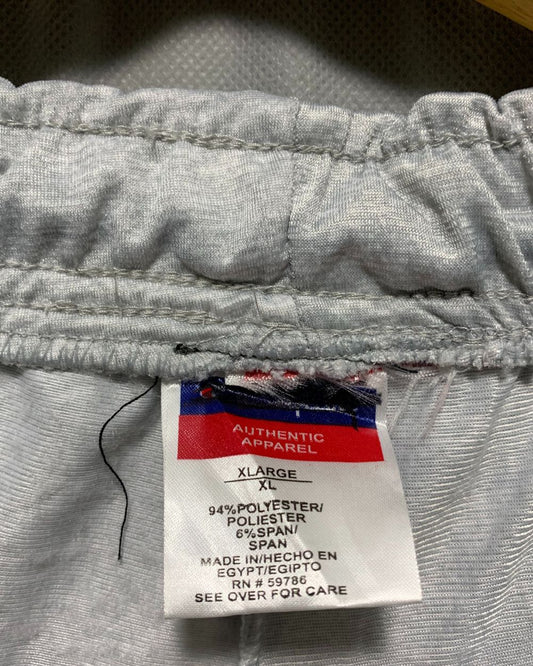 AUTHENTIC
APPAREL
XLARGE
XL
94%POLYESTER/
POLIESTER
6%SPAN/
SPAN
MADE IN/HECHO EN
EGYPT/EGIPTO
RN # 59786
SEE OVER FOR CARE